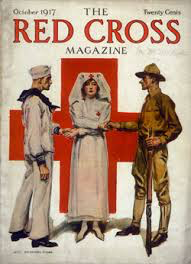 October 1917 THE Twenty Cents
RED CROSS
MAGAZINE